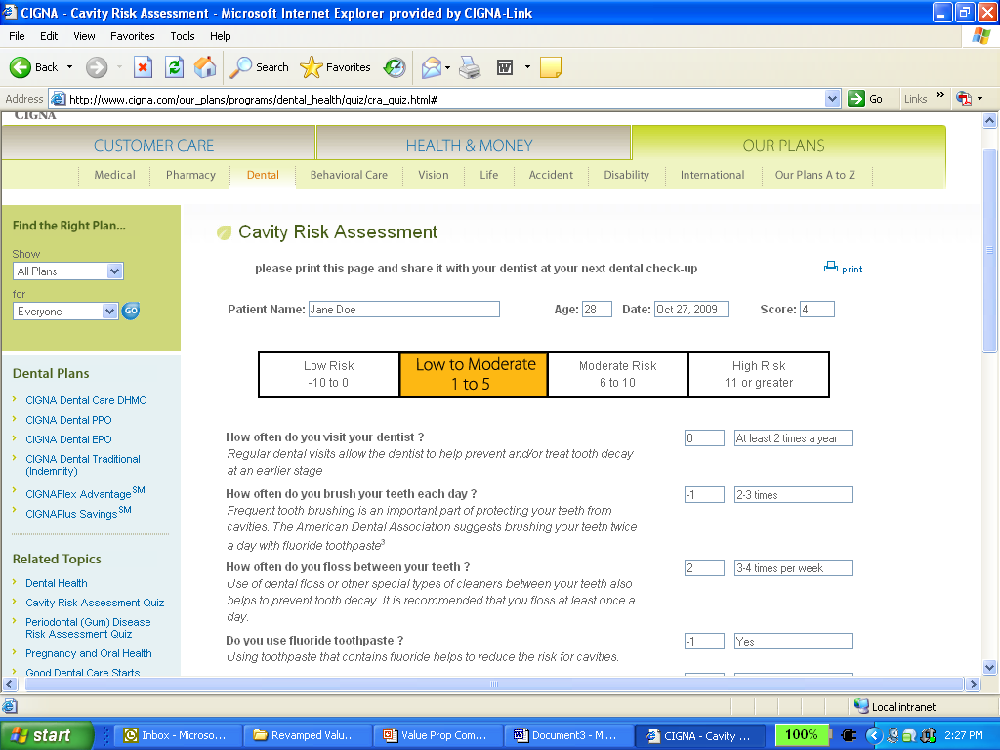 CIGNA - Cavity Risk Assessment - Microsoft Internet Explorer provided by CIGNA-Link
File Edit View Favorites Tools Help
Back Search Favorites
Address http://www.cigna.com/our_plans/programs/dental_health/quiz/cra_quiz.html# Go Links »
CIGNA
CUSTOMER CARE HEALTH & MONEY OUR PLANS
Medical Pharmacy Dental Behavioral Care Vision Life Accident Disability International Our Plans A to Z
Find the Right Plan...
Show
All Plans
for
Everyone GO
Dental Plans
CIGNA Dental Care DHMO
CIGNA Dental PPO
CIGNA Dental EPO
CIGNA Dental Traditional
(Indemnity)
CIGNAFlex Advantage SM
CIGNAPlus Savings SM
Related Topics
Dental Health
Cavity Risk Assessment Quiz
Periodontal (Gum) Disease
Risk Assessment Quiz
Pregnancy and Oral Health
Good Dental Care Starts
Cavity Risk Assessment
please print this page and share it with your dentist at your next dental check-up print
Patient Name: Jane Doe Age: 28 Date: Oct 27, 2009 Score: 4
Low Risk
-10 to 0
Low to Moderate
1 to 5
Moderate Risk
6 to 10
High Risk
11 or greater
How often do you visit your dentist ? 0 At least 2 times a year
Regular dental visits allow the dentist to help prevent and/or treat tooth decay
at an earlier stage
How often do you brush your teeth each day ? -1 2-3 times
Frequent tooth brushing is an important part of protecting your teeth from
cavities. The American Dental Association suggests brushing your teeth twice
a day with fluoride toothpaste3
How often do you floss between your teeth ? 2 3-4 times per week
Use of dental floss or other special types of cleaners between your teeth also
helps to prevent tooth decay. It is recommended that you floss at least once a
day.
Do you use fluoride toothpaste ? -1 Yes
Using toothpaste that contains fluoride helps to reduce the risk for cavities.
Local intranet
start Inbox - Microso... Revamped Valu... Value Prop Com... Document3 - Mi... CIGNA - Cavity ... 100% 2:27 PM